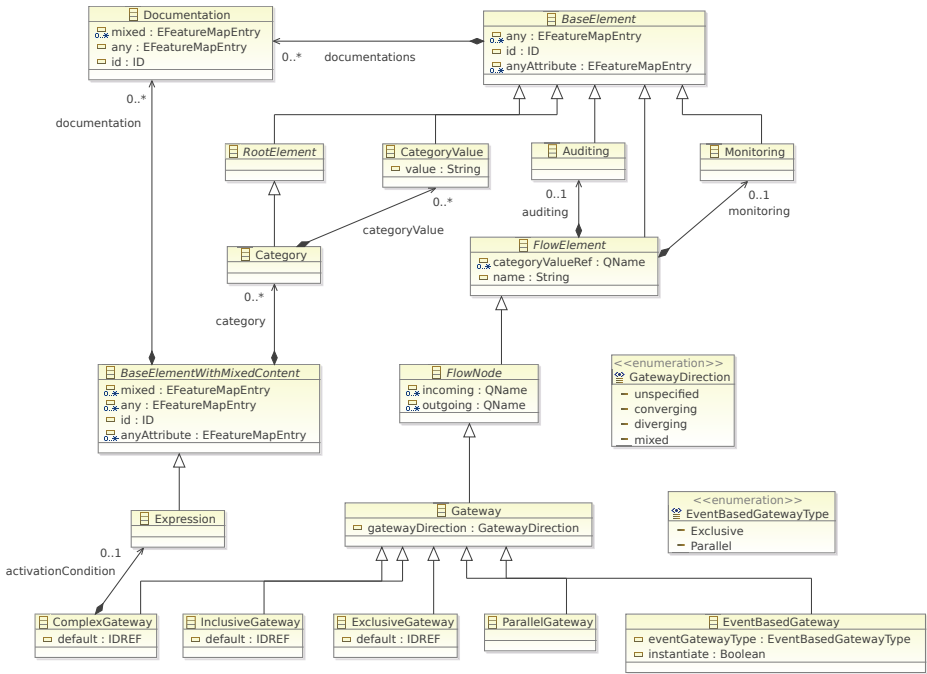 Documentation
mixed : EFeatureMapEntry
any : EFeatureMapEntry
id : ID
BaseElement
any : EFeatureMapEntry
id : ID
anyAttribute : EFeatureMapEntry
0..*
documentations
0..*
documentation
RootElement
CategoryValue
value : String
Auditing
Monitoring
0..*
categoryValue
0..1
auditing
0..1
monitoring
Category
FlowElement
categoryValueRef : QName
name : String
0..*
category
BaseElementWithMixedContent
mixed : EFeatureMapEntry
any : EFeatureMapEntry
id : ID
anyAttribute : EFeatureMapEntry
FlowNode
incoming : QName
outgoing : QName
<<enumeration>>
GatewayDirection
unspecified
converging
diverging
mixed
Expression
Gateway
gatewayDirection : GatewayDirection
<<enumeration>>
EventBasedGatewayType
Exclusive
Parallel
0..1
activationCondition
ComplexGateway
default : IDREF
InclusiveGateway
default : IDREF
ExclusiveGateway
default : IDREF
ParallelGateway
EventBasedGateway
eventGatewayType : EventBasedGatewayType
instantiate : Boolean